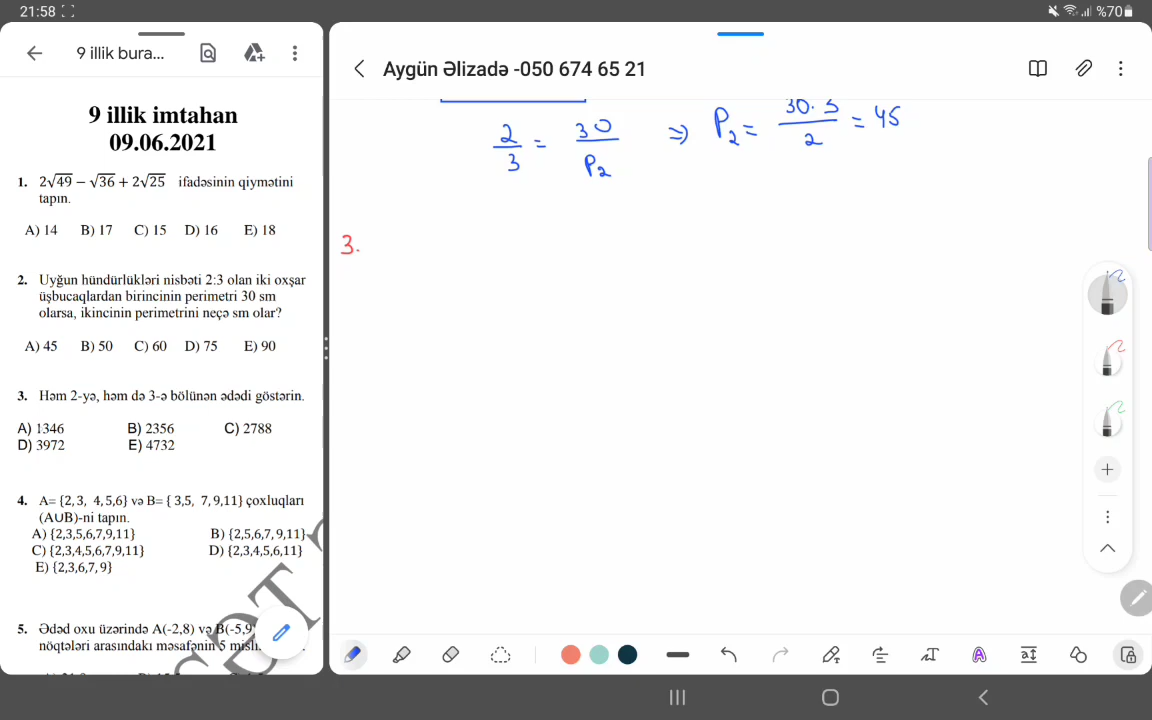 21:58
%70
9 illik bura...
9 illik imtahan
09.06.2021
1. 2√49 − √36 + 2√25 ifadəsinin qiymətini
tapın.
A) 14 B) 17 C) 15 D) 16 E) 18
2. Uyğun hündürlükləri nisbəti 2:3 olan iki oxşar
üşbucaqlardan birincinin perimetri 30 sm
olarsa, ikincinin perimetrini neçə sm olar?
A) 45 B) 50 C) 60 D) 75 E) 90
3. Həm 2-yə, həm də 3-ə bölünən ədədi göstərin.
A) 1346 B) 2356 C) 2788
D) 3972 E) 4732
4. A= {2,3, 4,5,6} və B= { 3,5, 7,9,11} çoxluqları
(AUB)-ni tapın.
A) {2,3,5,6,7,9,11} B) {2,5,6,7,9,11}
C) {2,3,4,5,6,7,9,11} D) {2,3,4,5,6,11}
E) {2,3,6,7,9}
5. Ədəd oxu üzərində A(-2,8) və B(-5,9
nöqtələri arasındakı məsafənin 5 misli
Aygün Əlizadə -050 674 65 21
2/3 = 30/P2 ⇒ P2 = 30.3/2 = 45
3.